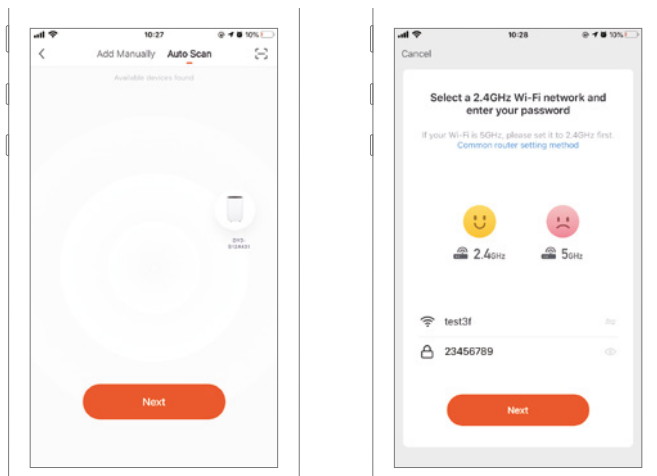 10:27
10%
Add Manually Auto Scan
Available devices found
Next
10:28
10%
Cancel
Select a 2.4GHz Wi-Fi network and
enter your password
If your Wi-Fi is 5GHz, please set it to 2.4GHz first.
Common router setting method
2.4GHz
5GHz
test3f
23456789
Next